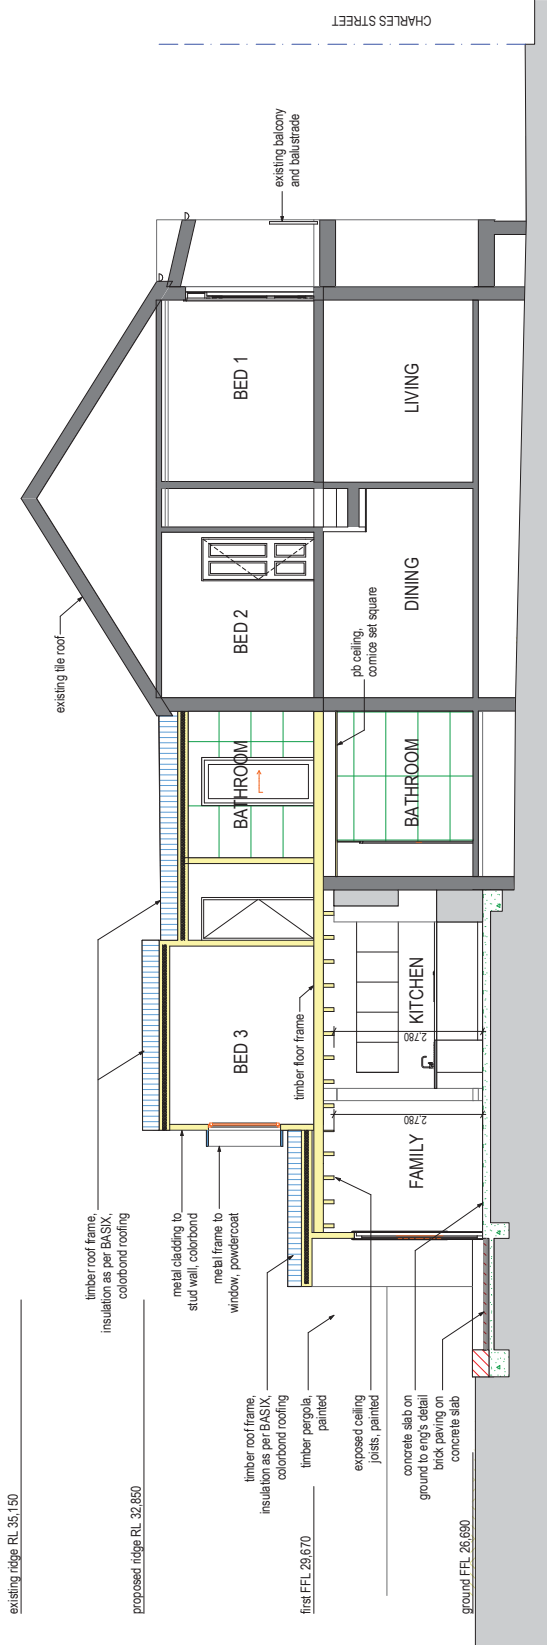 existing ridge RL 35,150
proposed ridge RL 32,850
first FFL 29,670
ground FFL 26,690
timber roof frame,
insulation as per BASIX,
colorbond roofing
metal cladding to
stud wall, colorbond
metal frame to
window, powdercoat
timber roof frame,
insulation as per BASIX,
colorbond roofing
timber pergola,
painted
exposed ceiling
joists, painted
concrete slab on
ground to eng's detail
brick paving on
concrete slab
existing tile roof
BED 3
BATHROOM
BED 2
BED 1
existing balcony
and balustrade
timber floor frame
pb ceiling,
cornice set square
FAMILY
2,780
KITCHEN
2,780
BATHROOM
DINING
LIVING
CHARLES STREET